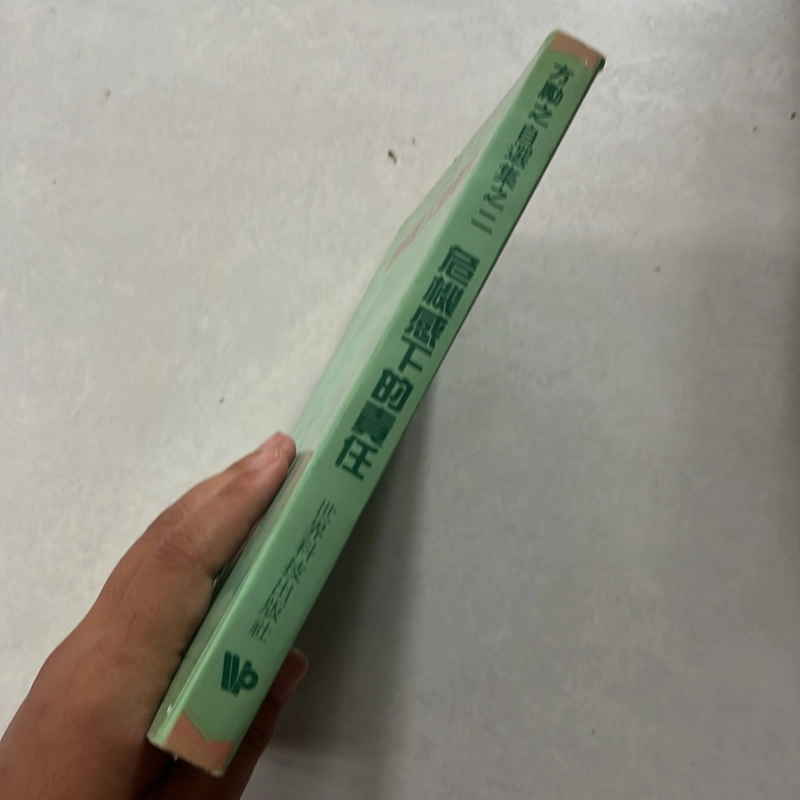 方勵之自選集之二
危機感下的責任
世界科技出版社